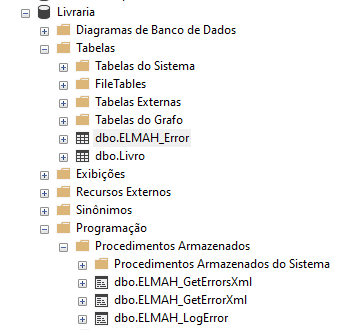 Livraria
Diagramas de Banco de Dados
Tabelas
Tabelas do Sistema
FileTables
Tabelas Externas
Tabelas do Grafo
dbo.ELMAH_Error
dbo.Livro
Exibições
Recursos Externos
Sinônimos
Programação
Procedimentos Armazenados
Procedimentos Armazenados do Sistema
dbo.ELMAH_GetErrorsXml
dbo.ELMAH_GetErrorXml
dbo.ELMAH_LogError